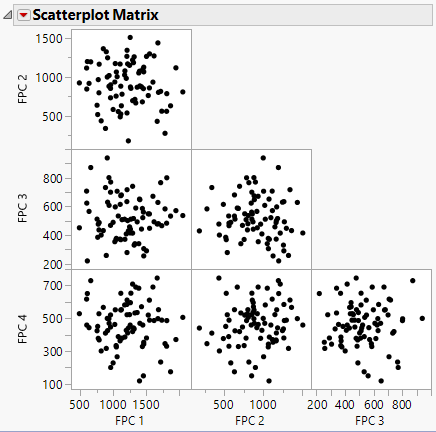 Scatterplot Matrix
1500
1000
500
FPC 2
800
600
400
200
FPC 3
700
500
300
100
FPC 4
500 1000 1500
500 1000
200 400 600 800
FPC 1 FPC 2 FPC 3